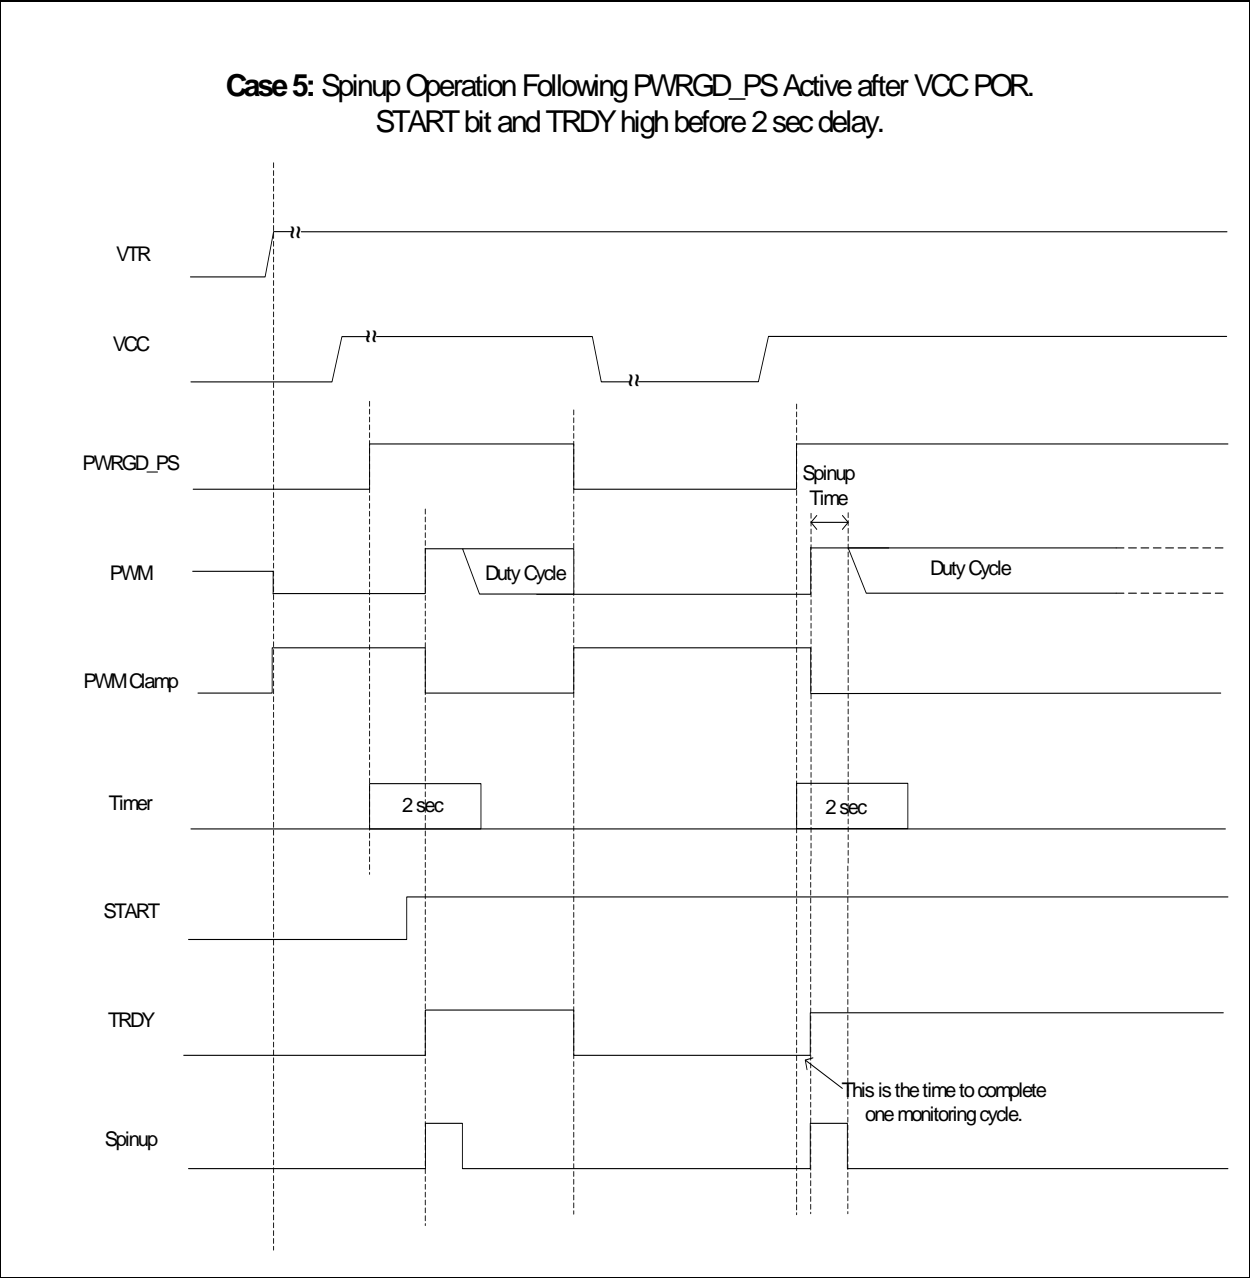 Case 5: Spinup Operation Following PWRGD_PS Active after VCC POR.
START bit and TRDY high before 2 sec delay.
VTR
VCC
PWRGD_PS
Spinup
Time
PWM
Duty Cycle
Duty Cycle
PWM Clamp
Timer
2 sec
2 sec
START
TRDY
This is the time to complete
one monitoring cycle.
Spinup